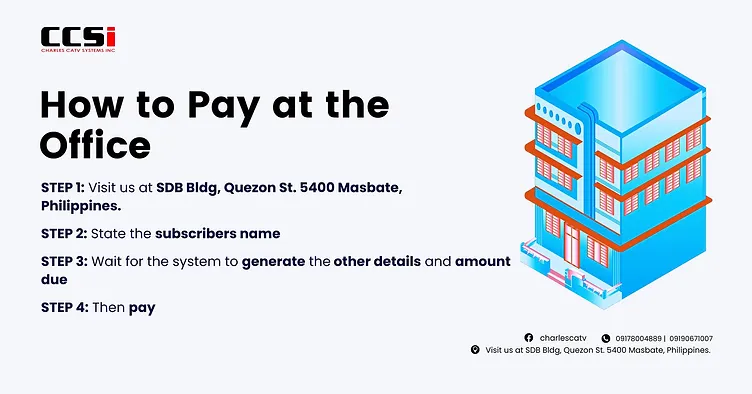 CCSi
CHARLES CATV SYSTEMS INC
How to Pay at the
Office
STEP 1: Visit us at SDB Bldg, Quezon St. 5400 Masbate,
Philippines.
STEP 2: State the subscribers name
STEP 3: Wait for the system to generate the other details and amount
due
STEP 4: Then pay
charlescatv 09178004889 | 09190671007
Visit us at SDB Bldg, Quezon St. 5400 Masbate, Philippines.